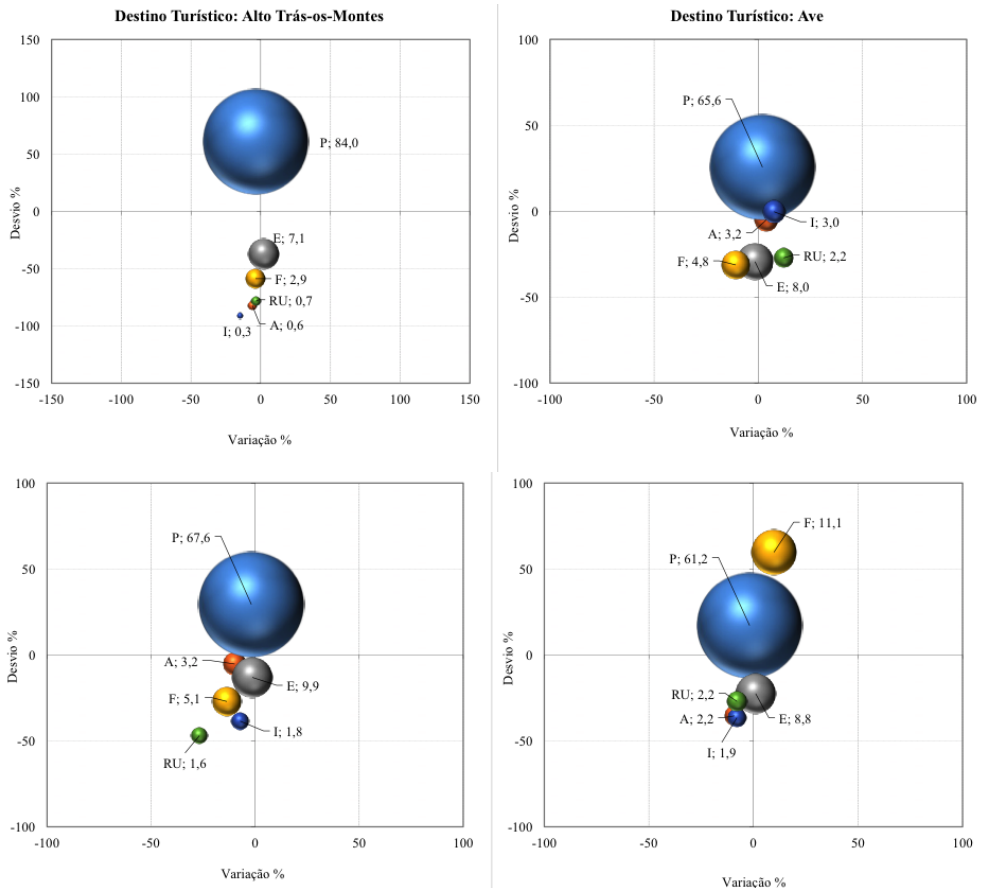 Destino Turístico: Alto Trás-os-Montes
150
100
50
0
-50
-100
-150
Desvio %
P; 84,0
E; 7,1
F; 2,9
RU; 0,7
A; 0,6
I; 0,3
-150
-100
-50
0
50
100
150
Variação %
Destino Turístico: Ave
100
50
0
-50
-100
Desvio %
P; 65,6
I; 3,0
A; 3,2
F; 4,8
RU; 2,2
E; 8,0
-100
-50
0
50
100
Variação %
100
50
0
-50
-100
Desvio %
P; 67,6
A; 3,2
E; 9,9
F; 5,1
I; 1,8
RU; 1,6
-100
-50
0
50
100
Variação %
100
50
0
-50
-100
Desvio %
F; 11,1
P; 61,2
RU; 2,2
A; 2,2
E; 8,8
I; 1,9
-100
-50
0
50
100
Variação %